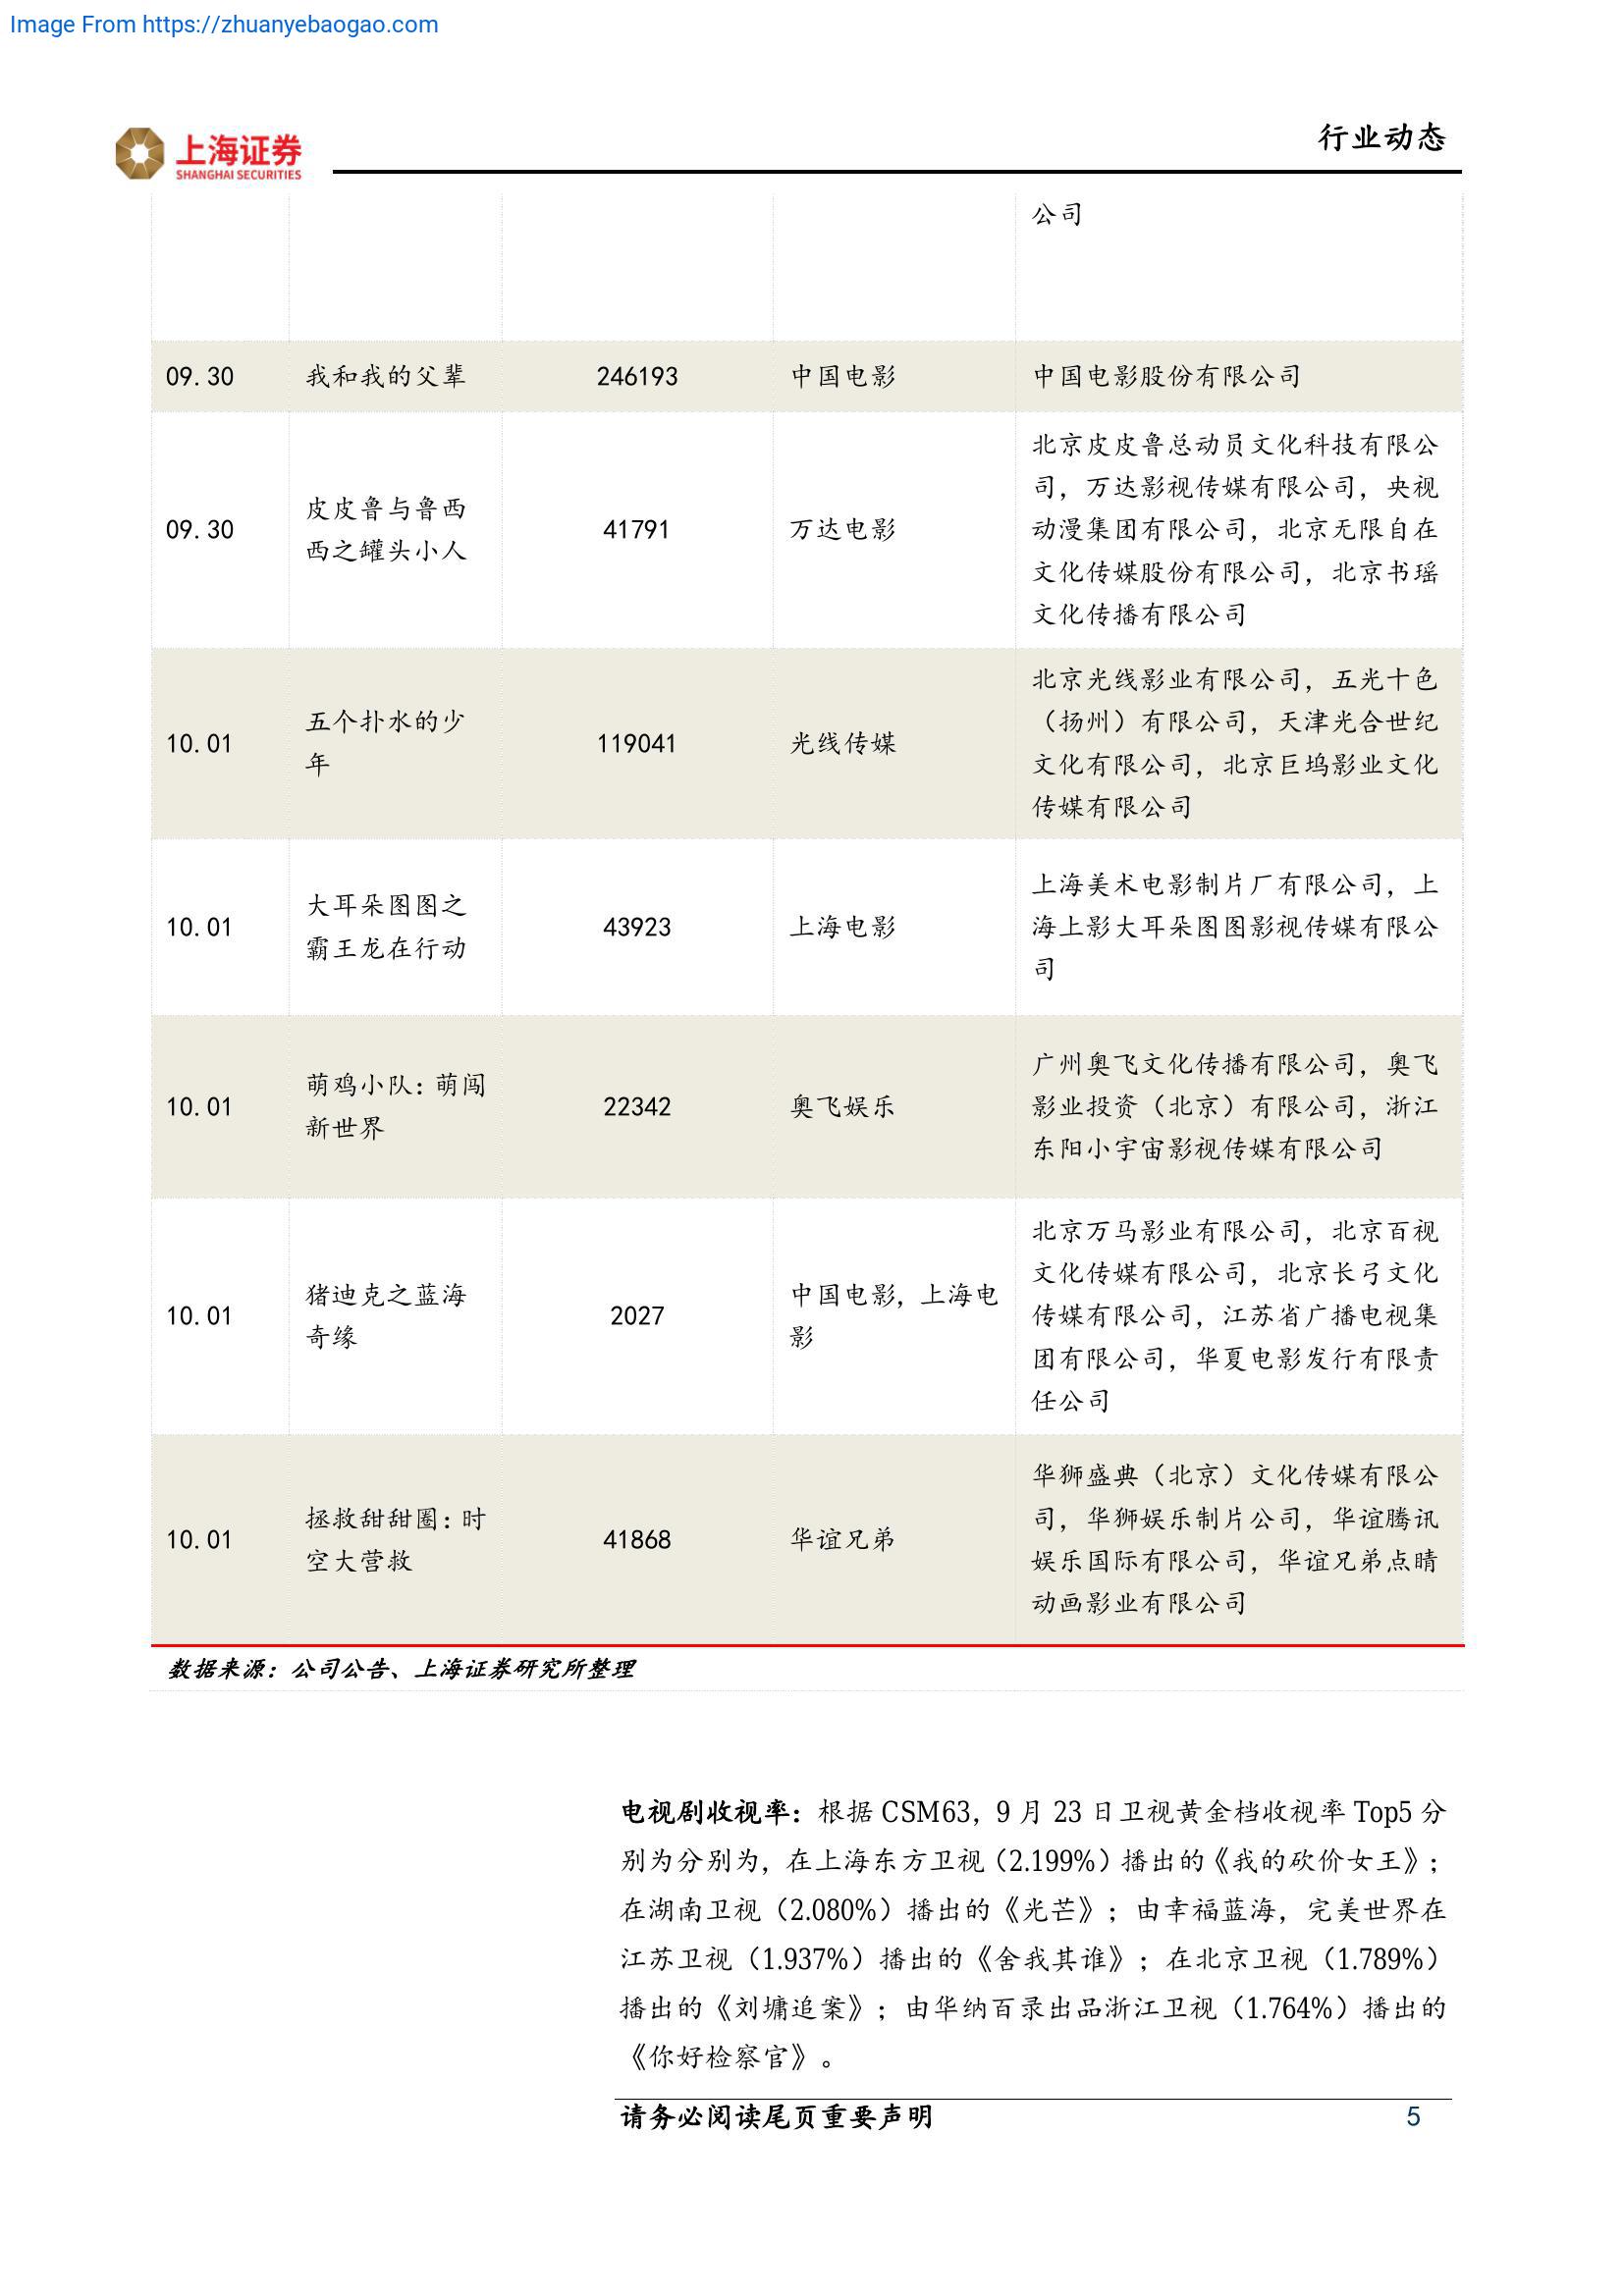 Image From https://zhuanyebaogao.com
上海证券
SHANGHAI SECURITIES
行业动态
公司
09.30 我和我的父辈 246193 中国电影 中国电影股份有限公司
09.30
皮皮鲁与鲁西
西之罐头小人
41791
万达电影
北京皮皮鲁总动员文化科技有限公
司，万达影视传媒有限公司，央视
动漫集团有限公司，北京无限自在
文化传媒股份有限公司，北京书瑶
文化传播有限公司
10.01
五个扑水的少
年
119041
光线传媒
北京光线影业有限公司，五光十色
（扬州）有限公司，天津光合世纪
文化有限公司，北京巨坞影业文化
传媒有限公司
10.01
大耳朵图图之
霸王龙在行动
43923
上海电影
上海美术电影制片厂有限公司，上
海上影大耳朵图图影视传媒有限公
司
10.01
萌鸡小队：萌闯
新世界
22342
奥飞娱乐
广州奥飞文化传播有限公司，奥飞
影业投资（北京）有限公司，浙江
东阳小宇宙影视传媒有限公司
10.01
猪迪克之蓝海
奇缘
2027
中国电影，上海电
影
北京万马影业有限公司，北京百视
文化传媒有限公司，北京长弓文化
传媒有限公司，江苏省广播电视集
团有限公司，华夏电影发行有限责
任公司
10.01
拯救甜甜圈：时
空大营救
41868
华谊兄弟
华狮盛典（北京）文化传媒有限公
司，华狮娱乐制片公司，华谊腾讯
娱乐国际有限公司，华谊兄弟点睛
动画影业有限公司
数据来源：公司公告、上海证券研究所整理
电视剧收视率：根据 CSM63，9 月 23 日卫视黄金档收视率 Top5 分
别为分别为，在上海东方卫视（2.199%）播出的《我的砍价女王》；
在湖南卫视（2.080%）播出的《光芒》；由幸福蓝海，完美世界在
江苏卫视（1.937%）播出的《舍我其谁》；在北京卫视（1.789%）
播出的《刘墉追案》；由华纳百录出品浙江卫视（1.764%）播出的
《你好检察官》。
请务必阅读尾页重要声明 5